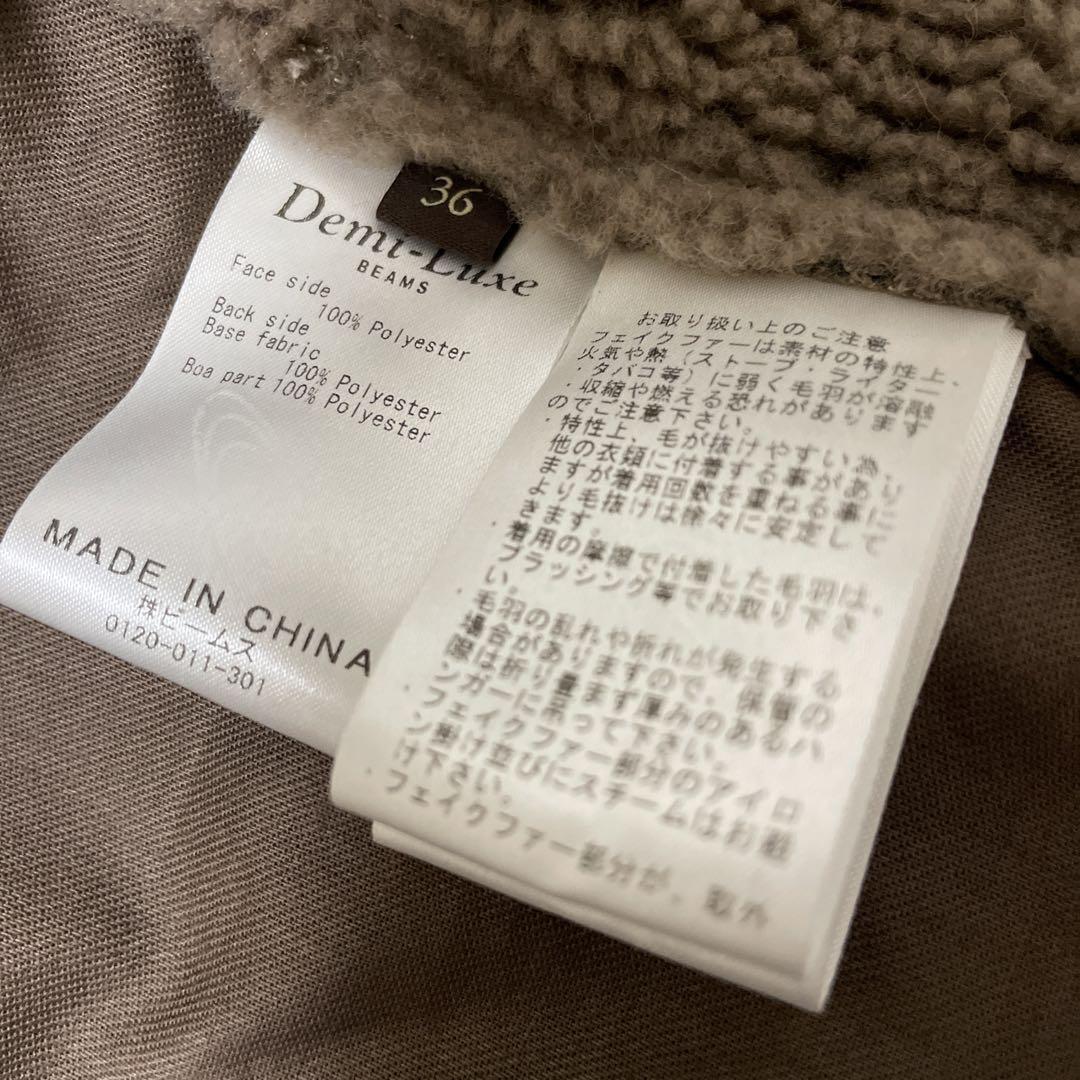 36
Demi-Luxe
BEAMS
Face side
100% Polyester
Back side
Base fabric
100% Polyester
Boa part 100% Polyester
MADE IN CHINA
㈱ビームス
0120-011-301
お取り扱い上のご注意
フェイクファーは素材の特性上、
火気や熱（ストーブ・ライター
・タバコ等）に弱く毛羽が溶融
・収縮や燃える恐れがあります
のでご注意下さい。
・特性上、毛が抜けやすい為、
他の衣類に付着する事があり
ますが着用回数を重ねる事に
より毛抜けは徐々に安定して
きます。
着用の摩擦で付着した毛羽は、
ブラッシング等でお取り下さ
い。
・毛羽の乱れや折れが発生する
場合がありますので、保管の
際は折り畳まず厚みのあるハ
ンガーに吊って下さい。
・フェイクファー部分のアイロ
ン掛け並びにスチームはお避
け下さい。
・フェイクファー部分が、取外